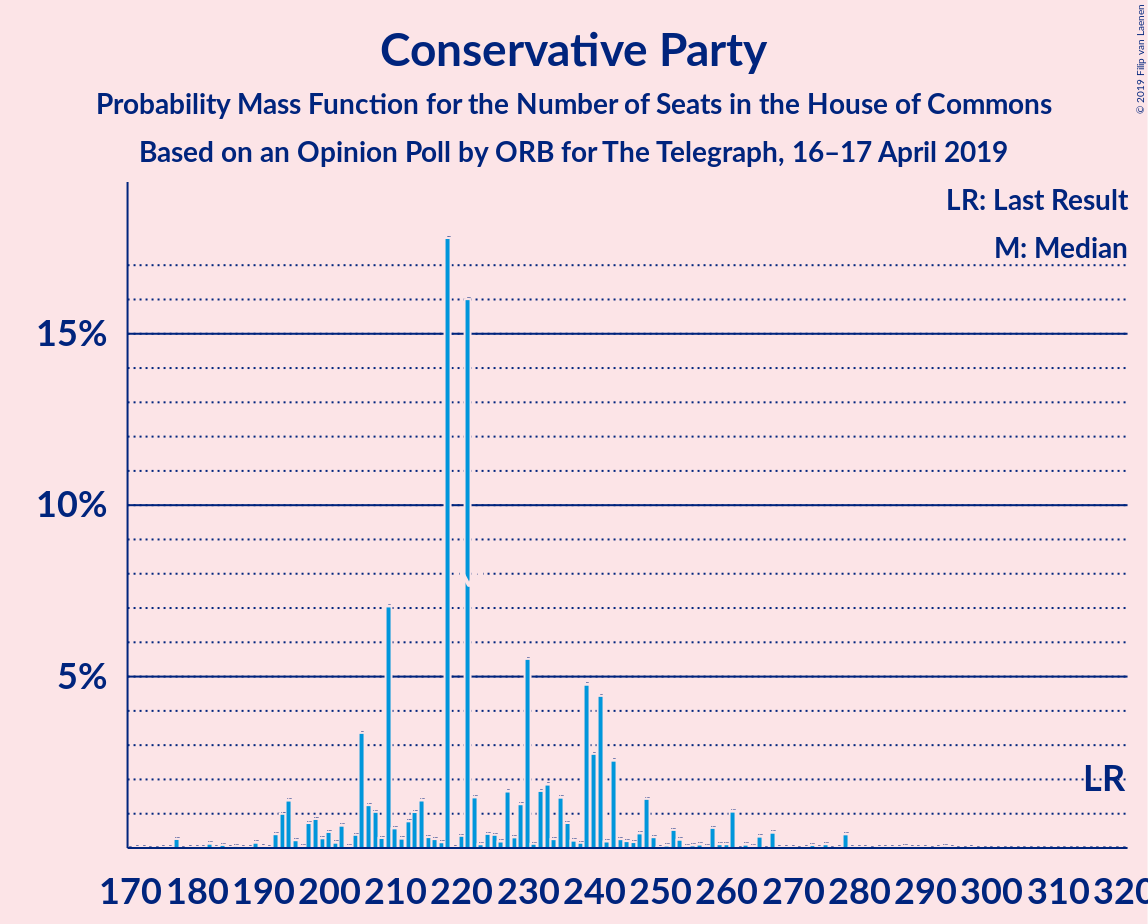 Conservative Party
Probability Mass Function for the Number of Seats in the House of Commons
Based on an Opinion Poll by ORB for The Telegraph, 16–17 April 2019
© 2019 Filip van Laenen
LR: Last Result
M: Median
15%
10%
5%
M
LR
170 180 190 200 210 220 230 240 250 260 270 280 290 300 310 320